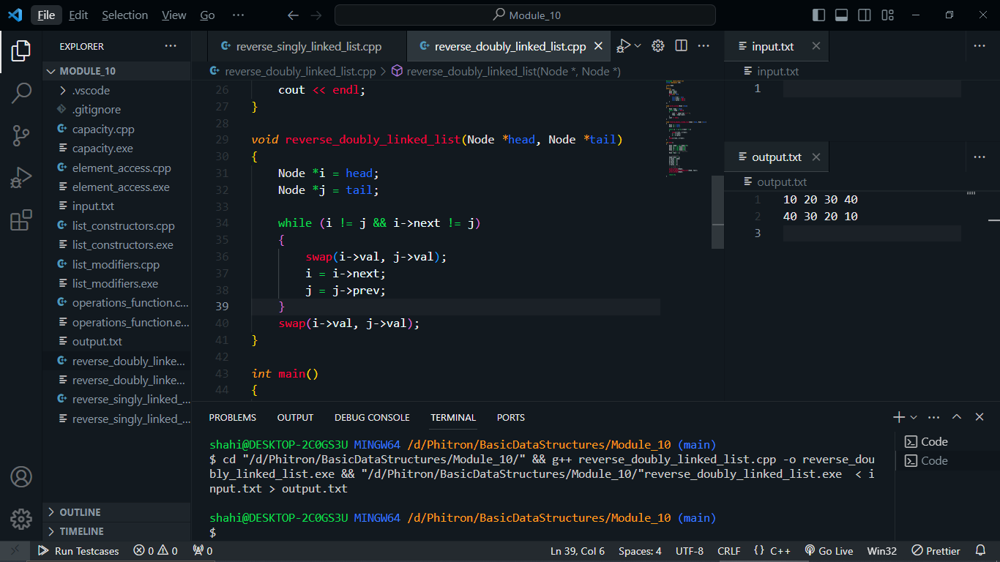 File Edit Selection View Go ··· Module_10
EXPLORER ···
MODULE_10
.vscode
.gitignore
capacity.cpp
capacity.exe
element_access.cpp
element_access.exe
input.txt
list_constructors.cpp
list_constructors.exe
list_modifiers.cpp
list_modifiers.exe
operations_function.c...
operations_function.e...
output.txt
reverse_doubly_linke...
reverse_doubly_linke...
reverse_singly_linked_...
reverse_singly_linked_...
OUTLINE
TIMELINE
reverse_singly_linked_list.cpp reverse_doubly_linked_list.cpp
reverse_doubly_linked_list.cpp > reverse_doubly_linked_list(Node *, Node *)
26 cout << endl;
27 }
28
29 void reverse_doubly_linked_list(Node *head, Node *tail)
30 {
31 Node *i = head;
32 Node *j = tail;
33
34 while (i != j && i->next != j)
35 {
36 swap(i->val, j->val);
37 i = i->next;
38 j = j->prev;
39 }
40 swap(i->val, j->val);
41 }
42
43 int main()
44 {
input.txt
input.txt
1
output.txt
output.txt
1 10 20 30 40
2 40 30 20 10
3
PROBLEMS OUTPUT DEBUG CONSOLE TERMINAL PORTS
shahi@DESKTOP-2C0GS3U MINGW64 /d/Phitron/BasicDataStructures/Module_10 (main)
$ cd "/d/Phitron/BasicDataStructures/Module_10/" && g++ reverse_doubly_linked_list.cpp -o reverse_dou
bly_linked_list.exe && "/d/Phitron/BasicDataStructures/Module_10/"reverse_doubly_linked_list.exe < i
nput.txt > output.txt
shahi@DESKTOP-2C0GS3U MINGW64 /d/Phitron/BasicDataStructures/Module_10 (main)
$
Code
Code
Run Testcases 0 0 0 Ln 39, Col 6 Spaces: 4 UTF-8 CRLF {} C++ Go Live Win32 Prettier